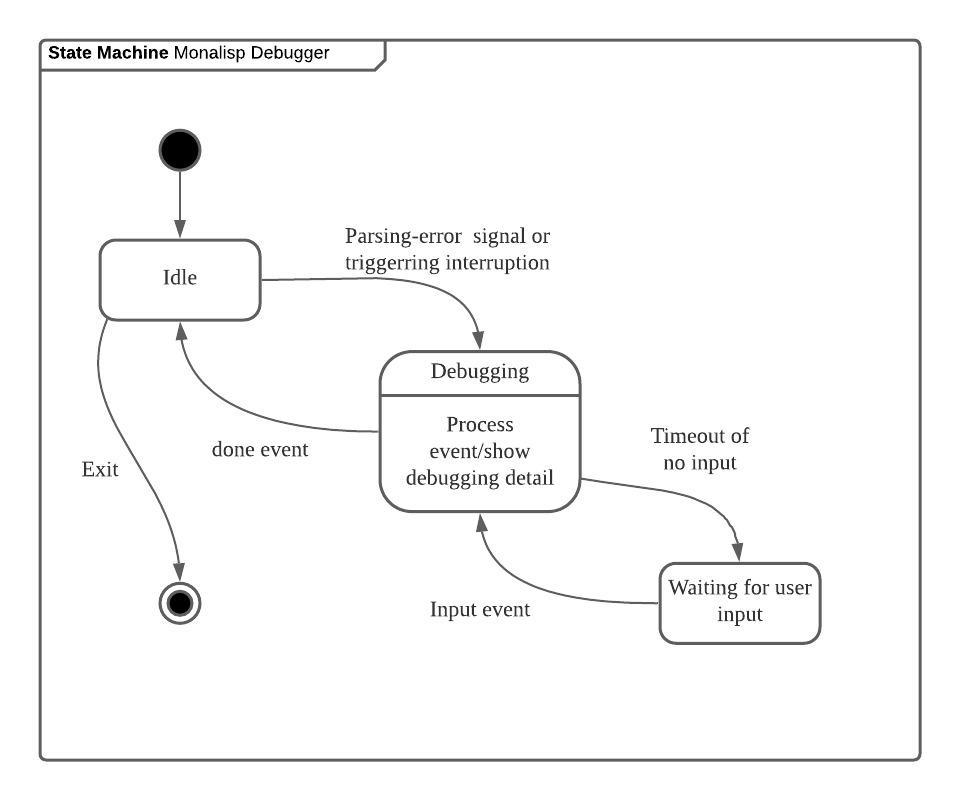 State Machine Monalisp Debugger
Parsing-error signal or
triggerring interruption
Idle
Debugging
Process
event/show
debugging detail
done event
Timeout of
no input
Exit
Waiting for user
input
Input event